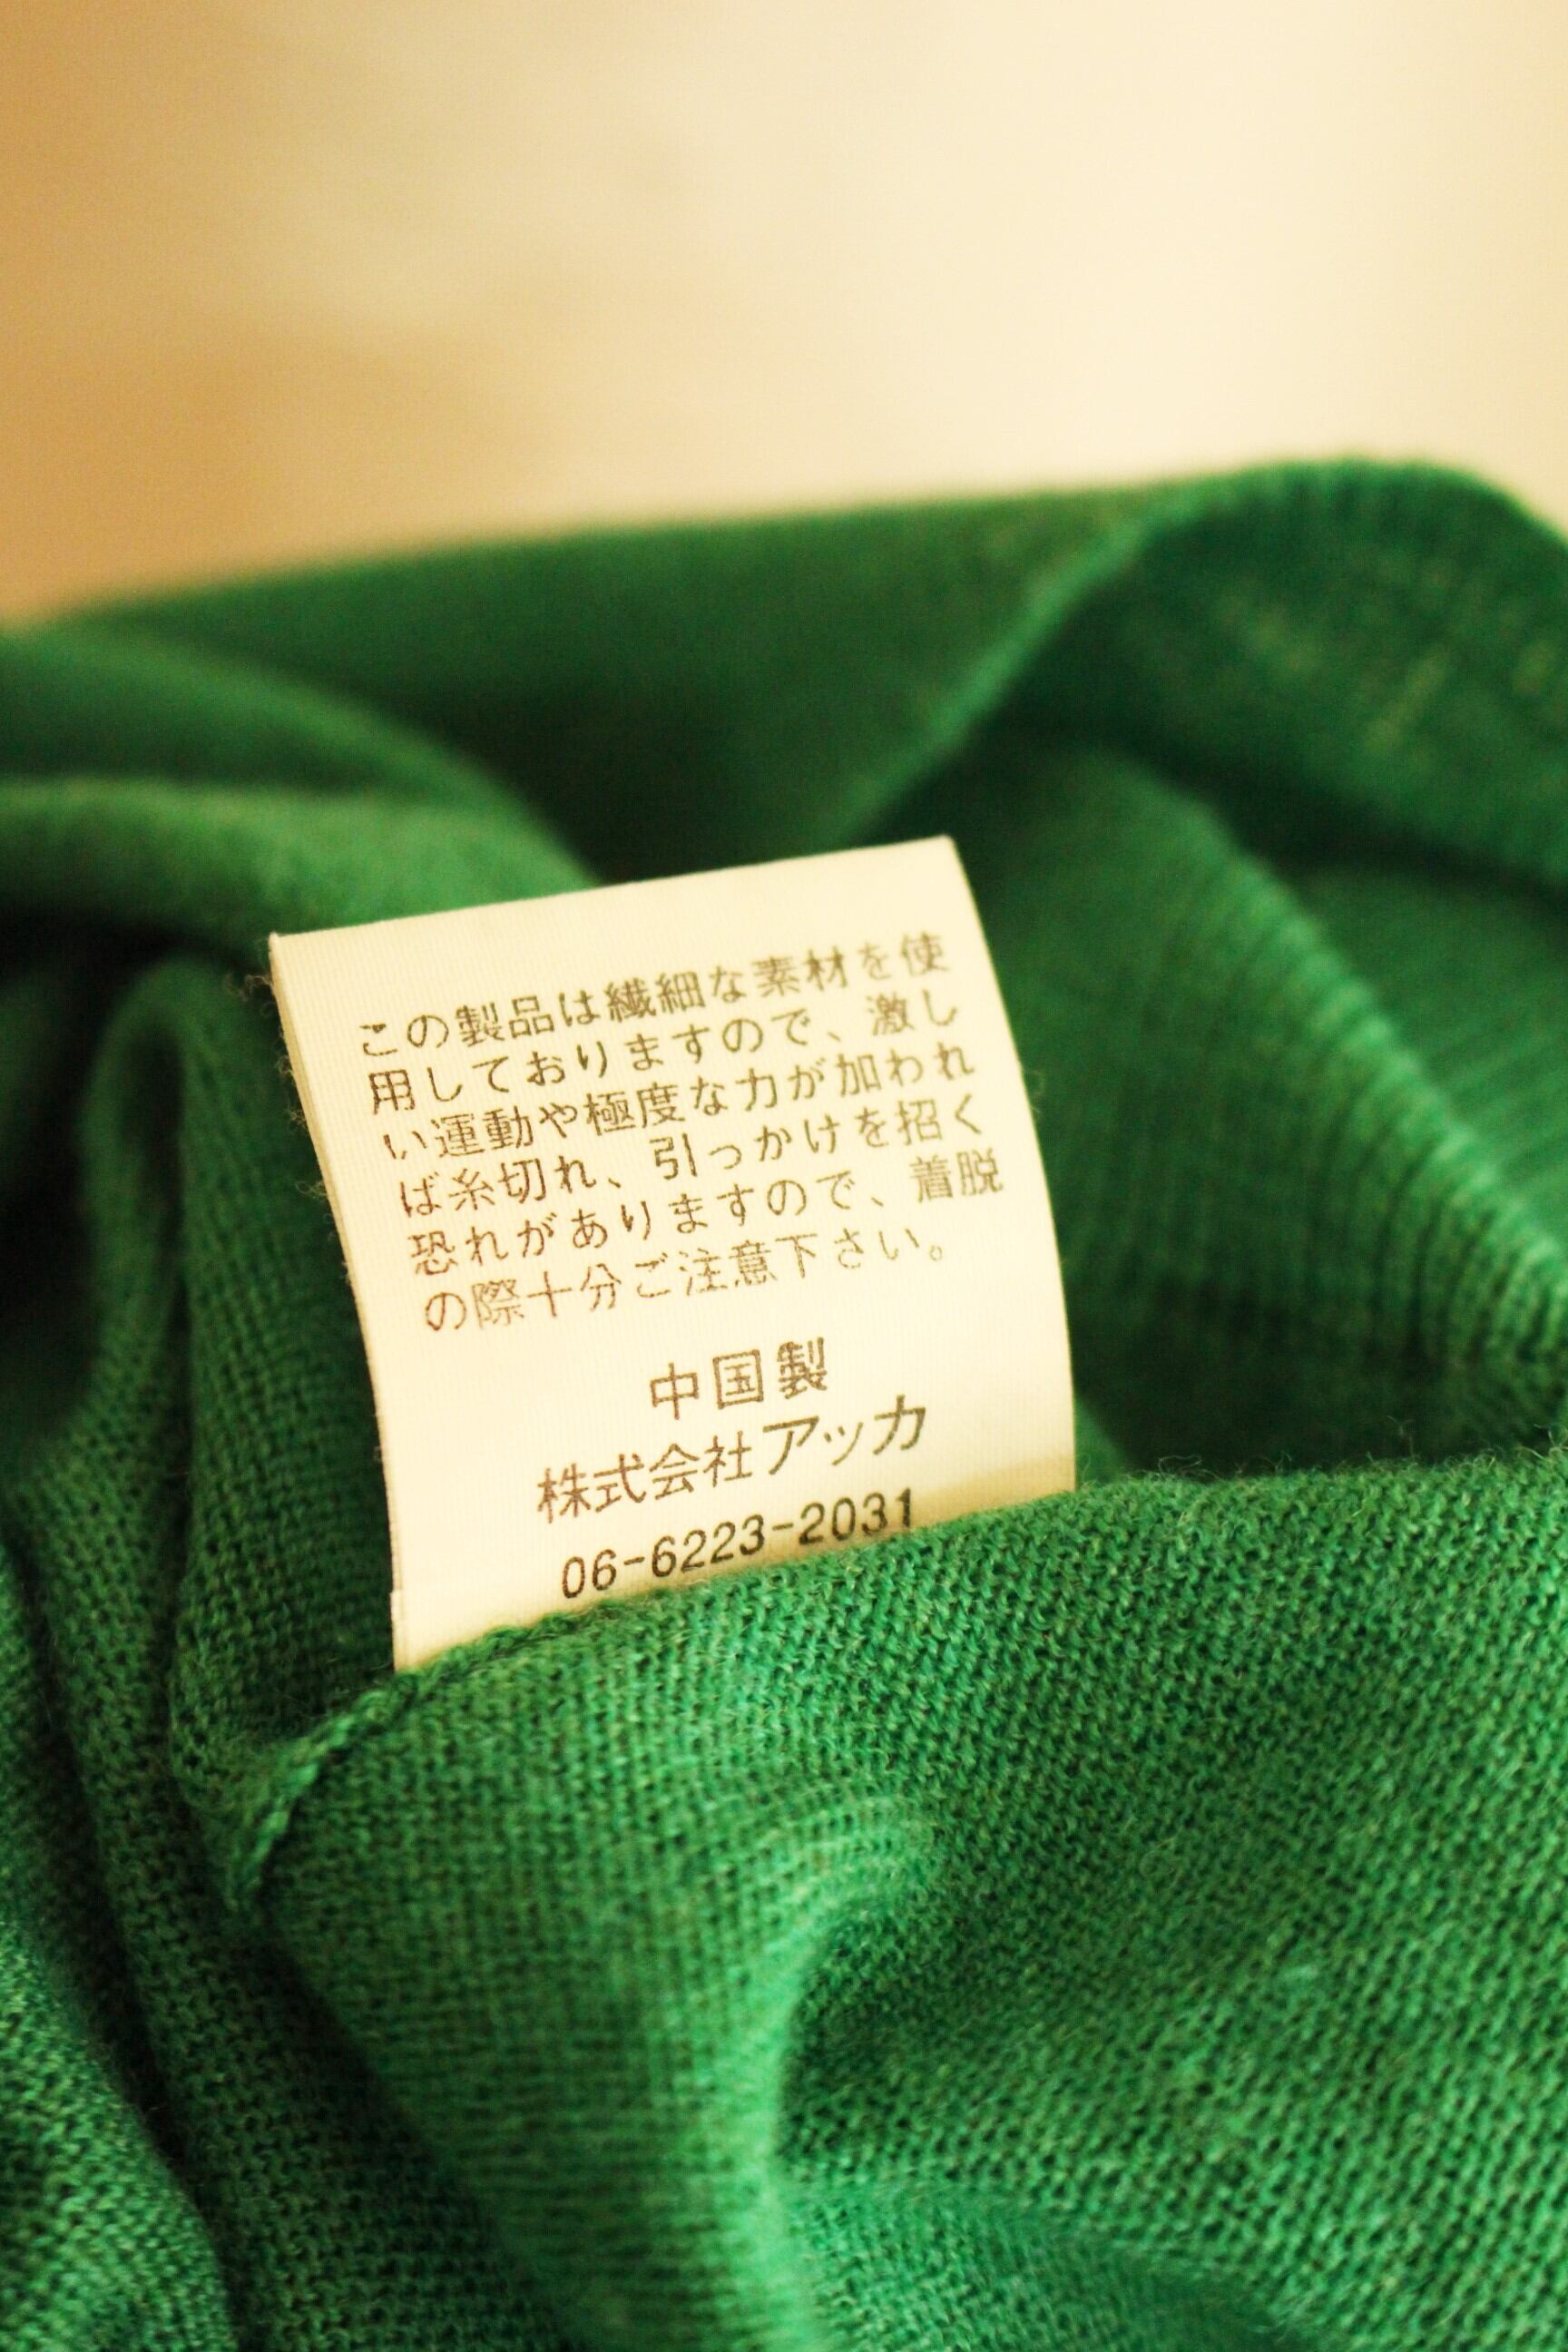 この製品は繊細な素材を使
用しておりますので、激し
い運動や極度な力が加われ
ば糸切れ、引っかけを招く
恐れがありますので、着脱
の際十分ご注意下さい。
中国製
株式会社アッカ
06-6223-2031